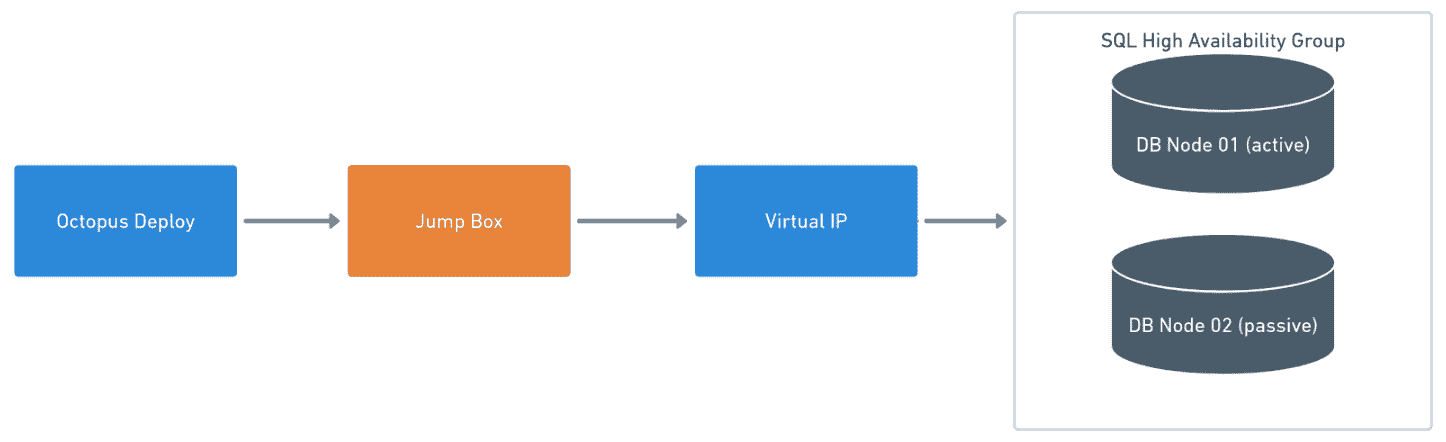 SQL High Availability Group
DB Node 01 (active)
Octopus Deploy
Jump Box
Virtual IP
DB Node 02 (passive)